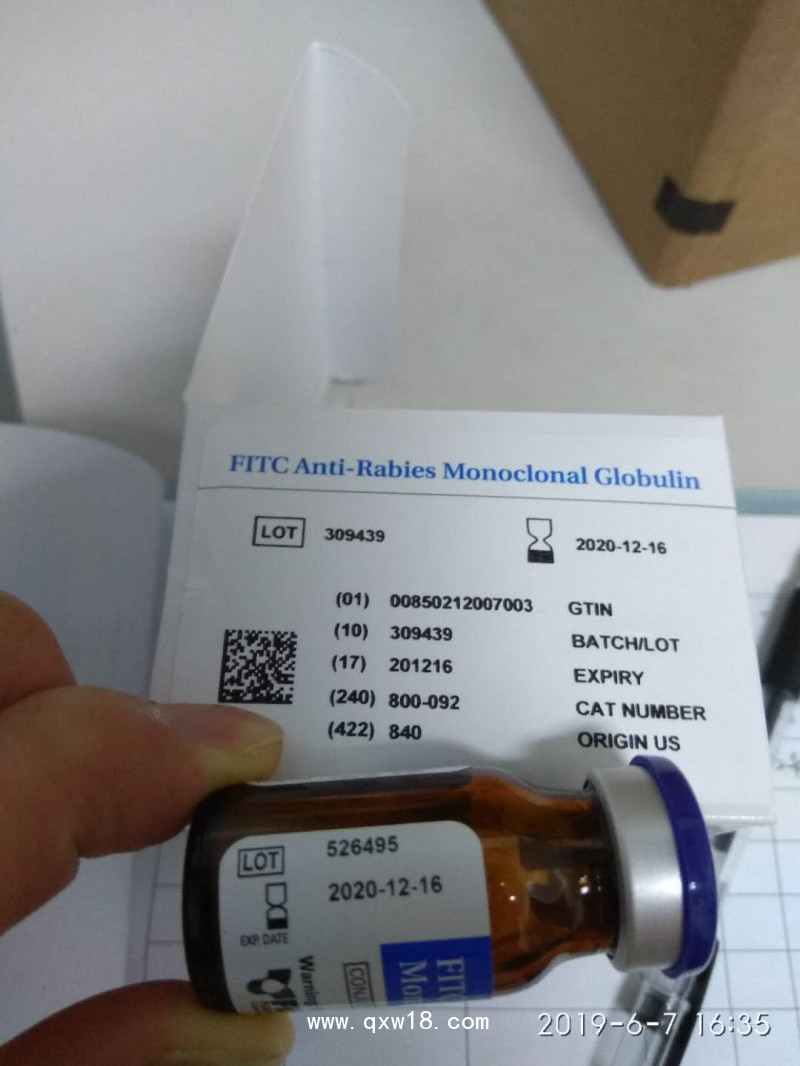 FITC Anti-Rabies Monoclonal Globulin
LOT 309439 2020-12-16
(01) 00850212007003 GTIN
(10) 309439 BATCH/LOT
(17) 201216 EXPIRY
(240) 800-092 CAT NUMBER
(422) 840 ORIGIN US
LOT 526495
2020-12-16
EXP. DATE
Warning
www.qxw18.com
2019-6-7 16:35